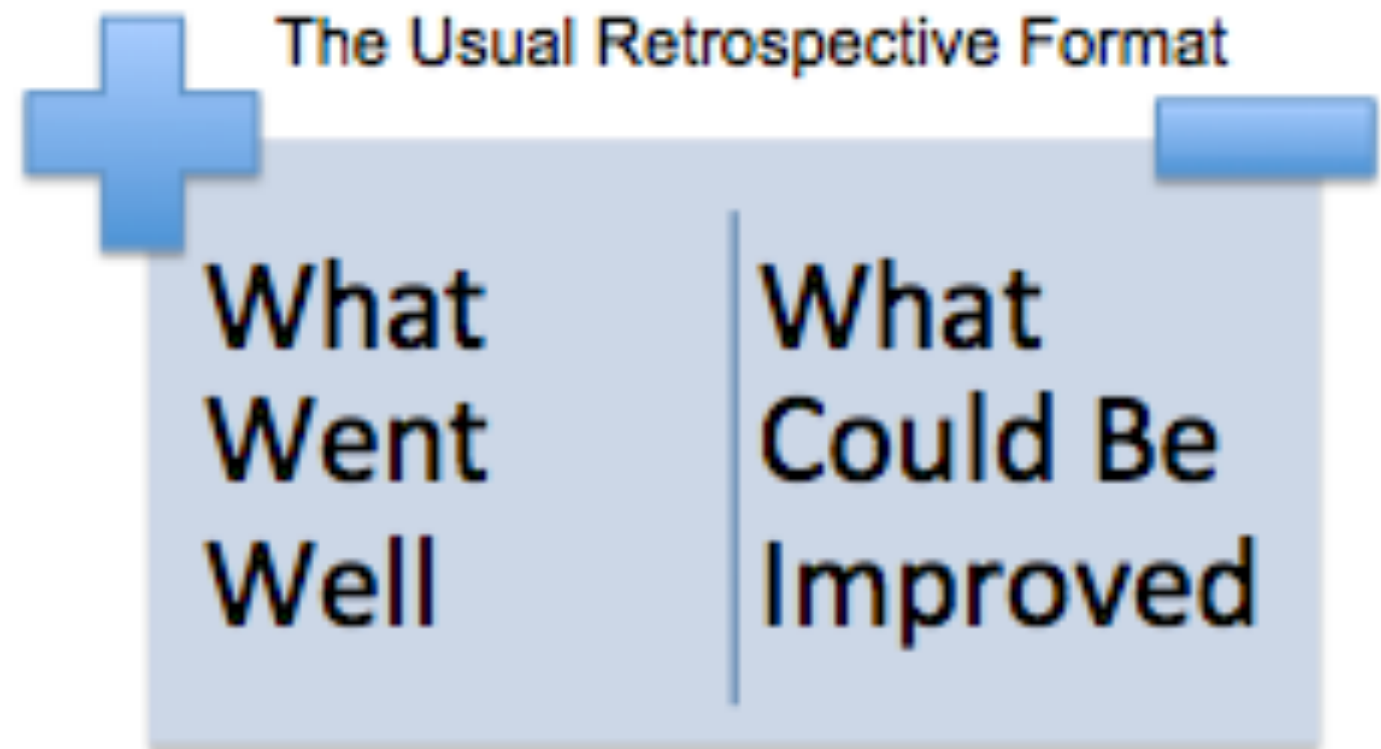 The Usual Retrospective Format
What
Went
Well
What
Could Be
Improved